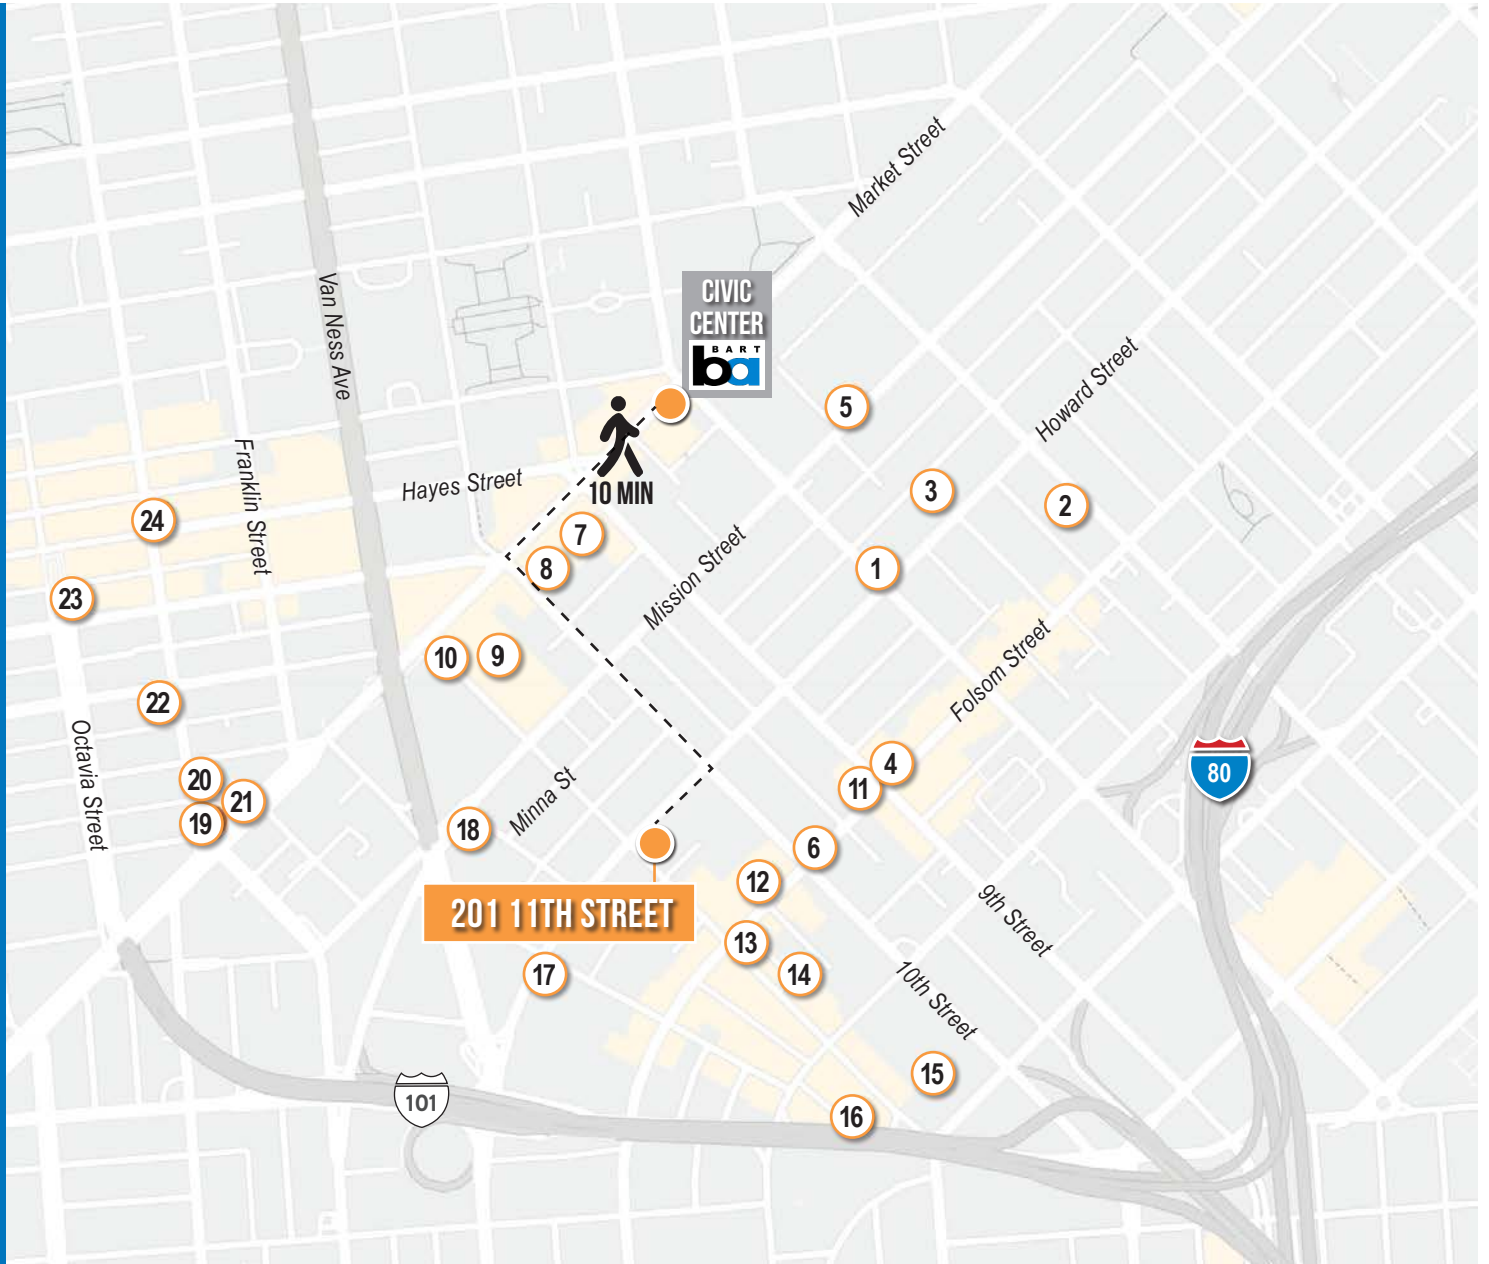 Market Street
CIVIC
CENTER
BART
ba
Van Ness Ave
Howard Street
5
Franklin Street
Hayes Street
10 MIN
3
2
24
7
8
1
Mission Street
23
10
9
Folsom Street
22
Octavia Street
20
21
19
Minna St
18
4
11
80
6
12
201 11TH STREET
9th Street
13
14
17
10th Street
15
101
16